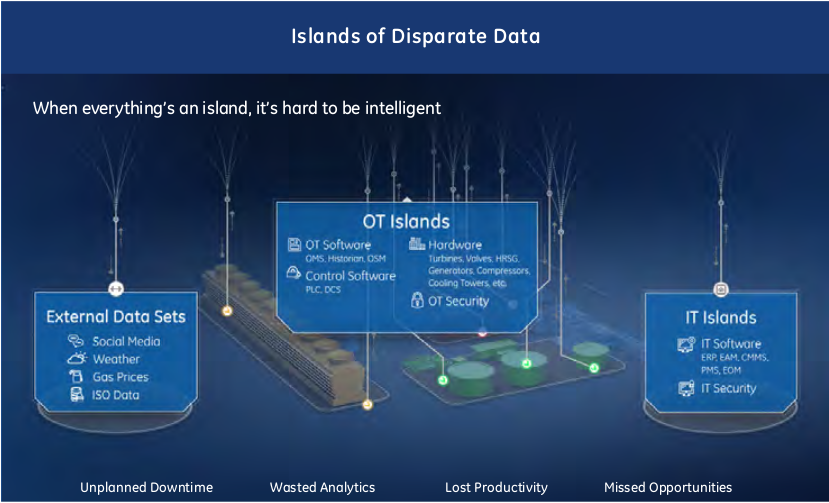 Islands of Disparate Data
When everything's an island, it's hard to be intelligent
External Data Sets
Social Media
Weather
Gas Prices
ISO Data
OT Islands
OT Software
OMS, Historian, OSM
Control Software
PLC, DCS
Hardware
Turbines, Valves, HRSG,
Generators, Compressors,
Cooling Towers, etc.
OT Security
IT Islands
IT Software
ERP, EAM, CMMS,
PMS, EOM
IT Security
Unplanned Downtime
Wasted Analytics
Lost Productivity
Missed Opportunities